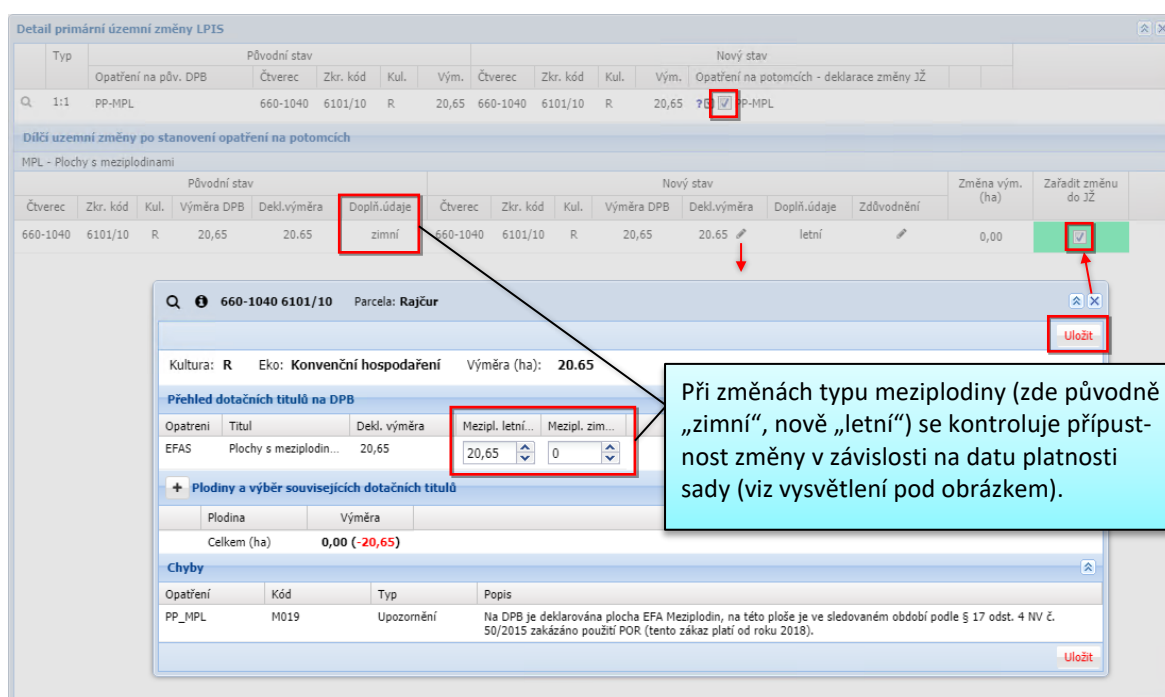 Detail primární územní změny LPIS
Typ Původní stav Nový stav
Opatření na pův. DPB Čtverec Zkr. kód Kul. Vým. Čtverec Zkr. kód Kul. Vým. Opatření na potomcích - deklarace změny JŽ
1:1 PP-MPL 660-1040 6101/10 R 20,65 660-1040 6101/10 R 20,65 PP-MPL
Dílčí uzemní změny po stanovení opatření na potomcích
MPL - Plochy s meziplodinami
Původní stav Nový stav Změna vým. (ha) Zařadit změnu do JŽ
Čtverec Zkr. kód Kul. Výměra DPB Dekl.výměra Doplň.údaje Čtverec Zkr. kód Kul. Výměra DPB Dekl.výměra Doplň.údaje Zdůvodnění
660-1040 6101/10 R 20,65 20.65 zimní 660-1040 6101/10 R 20,65 20.65 letní 0,00
660-1040 6101/10 Parcela: Rajčur
Uložit
Kultura: R Eko: Konvenční hospodaření Výměra (ha): 20.65
Přehled dotačních titulů na DPB
Opatreni Titul Dekl. výměra Mezipl. letní... Mezipl. zim...
EFAS Plochy s meziplodin... 20,65 20,65 0
Plodiny a výběr souvisejících dotačních titulů
Plodina Výměra
Celkem (ha) 0,00 (-20,65)
Chyby
Opatření Kód Typ Popis
PP_MPL M019 Upozornění Na DPB je deklarována plocha EFA Meziplodin, na této ploše je ve sledovaném období podle § 17 odst. 4 NV č.
50/2015 zakázáno použití POR (tento zákaz platí od roku 2018).
Uložit
Při změnách typu meziplodiny (zde původně
„zimní“, nově „letní“) se kontroluje přípust-
nost změny v závislosti na datu platnosti
sady (viz vysvětlení pod obrázkem).